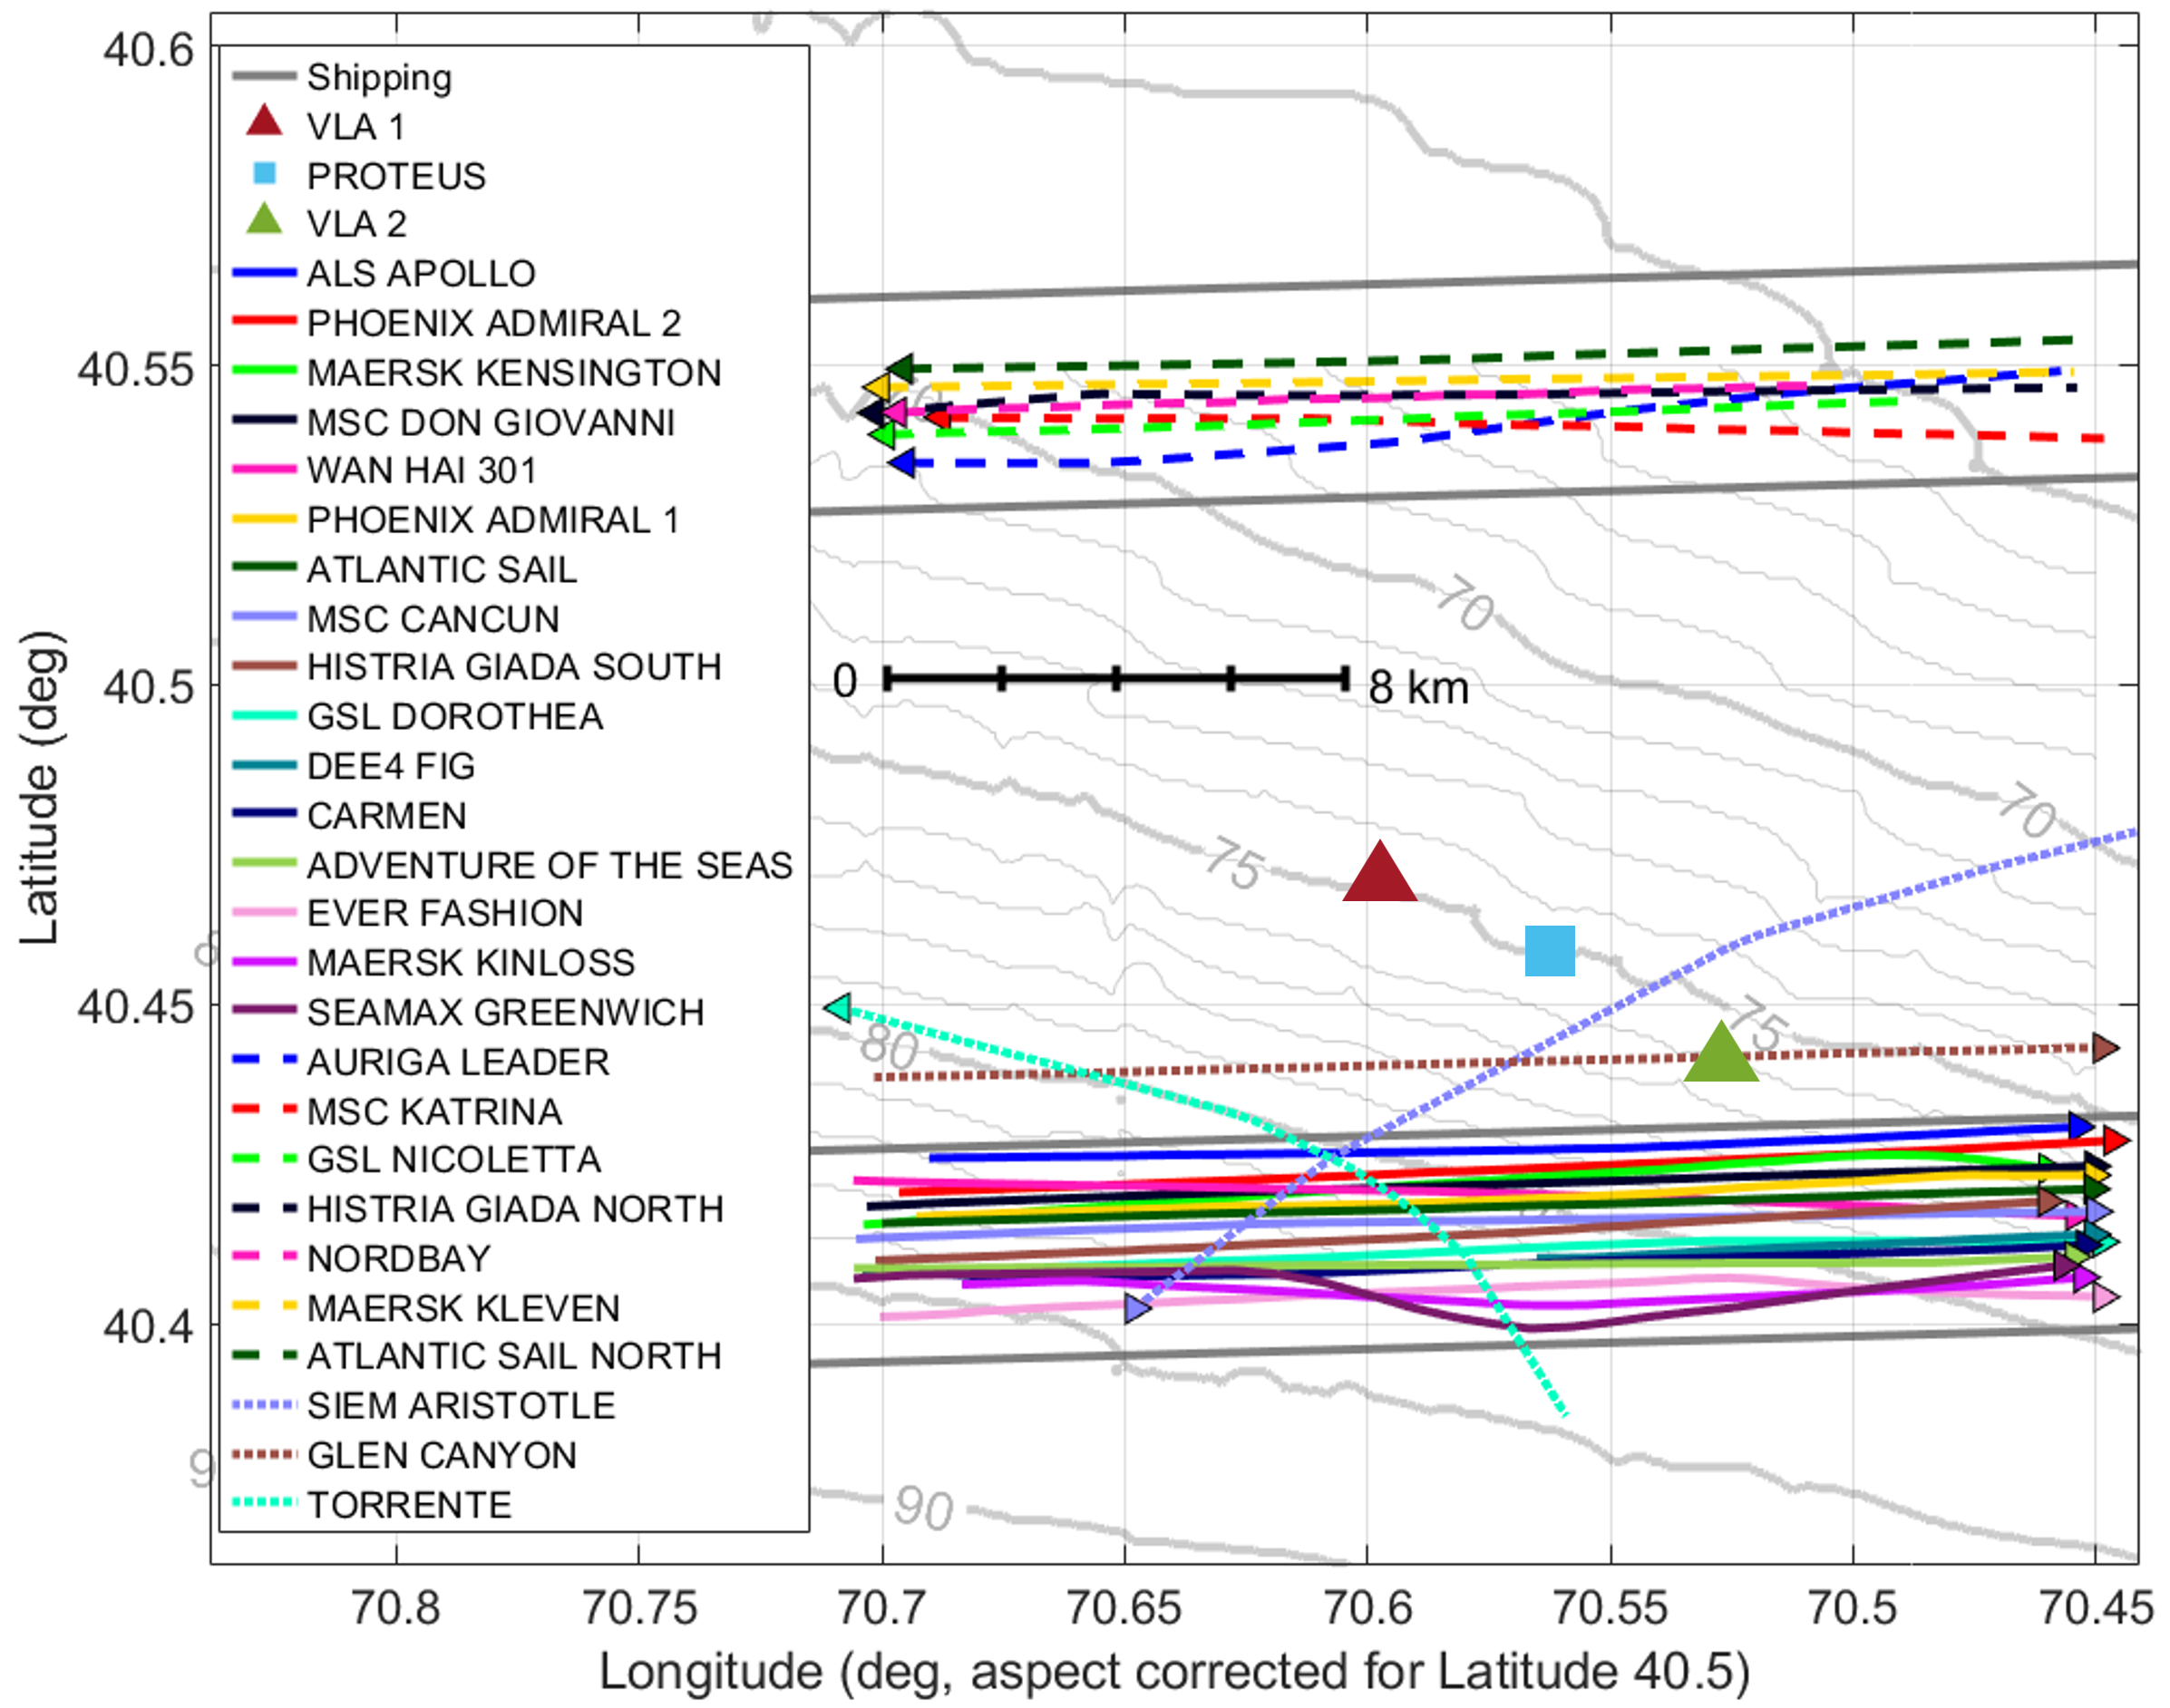 40.6
40.55
40.5
40.45
40.4
Latitude (deg)
Shipping
VLA 1
PROTEUS
VLA 2
ALS APOLLO
PHOENIX ADMIRAL 2
MAERSK KENSINGTON
MSC DON GIOVANNI
WAN HAI 301
PHOENIX ADMIRAL 1
ATLANTIC SAIL
MSC CANCUN
HISTRIA GIADA SOUTH
GSL DOROTHEA
DEE4 FIG
CARMEN
ADVENTURE OF THE SEAS
EVER FASHION
MAERSK KINLOSS
SEAMAX GREENWICH
AURIGA LEADER
MSC KATRINA
GSL NICOLETTA
HISTRIA GIADA NORTH
NORDBAY
MAERSK KLEVEN
ATLANTIC SAIL NORTH
SIEM ARISTOTLE
GLEN CANYON
TORRENTE
70
0 8 km
70
75
75
80
90
70.8 70.75 70.7 70.65 70.6 70.55 70.5 70.45
Longitude (deg, aspect corrected for Latitude 40.5)